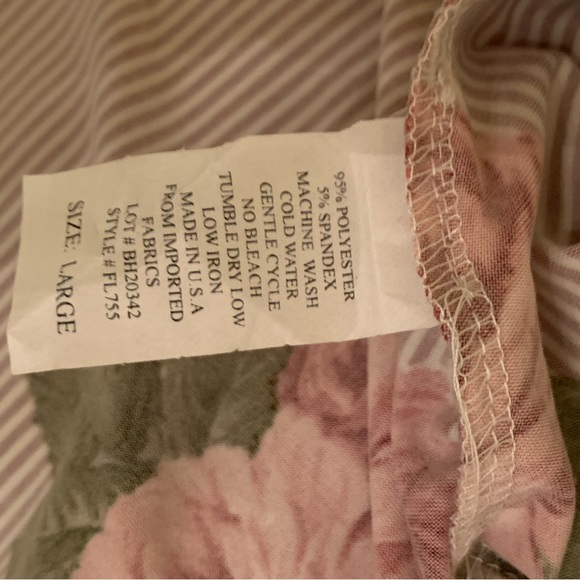 95% POLYESTER
5% SPANDEX
MACHINE WASH
COLD WATER
GENTLE CYCLE
NO BLEACH
TUMBLE DRY LOW
LOW IRON
MADE IN U.S.A
FROM IMPORTED
FABRICS
LOT # BH20342
STYLE # FL755
SIZE: LARGE